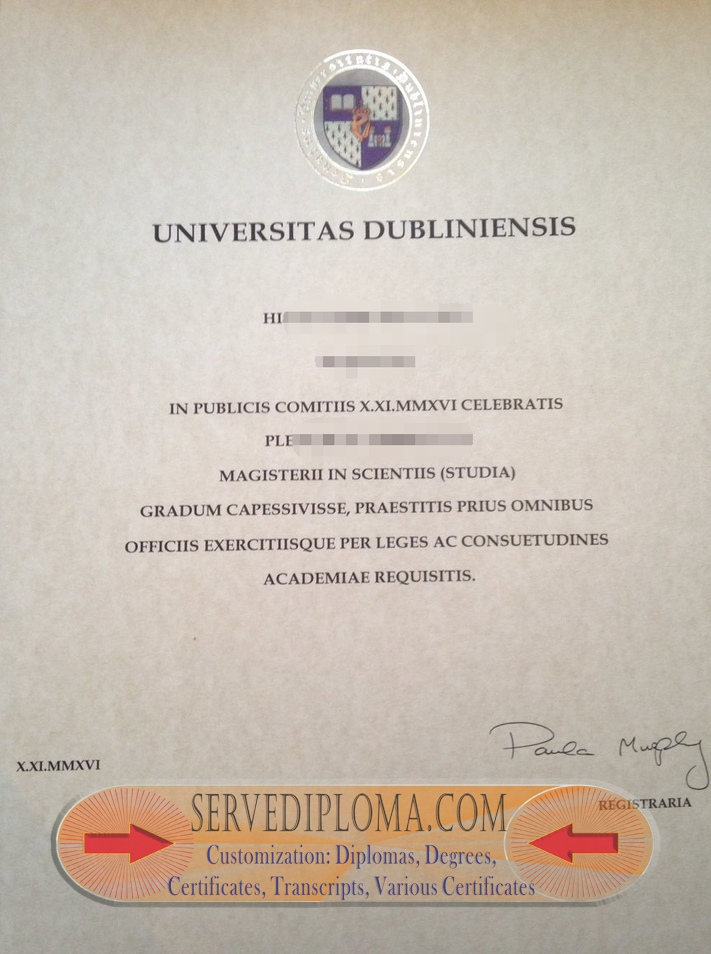 UNIVERSITAS DUBLINIENSIS
IN PUBLICIS COMITIIS X.XI.MMXVI CELEBRATIS
MAGISTERII IN SCIENTIIS (STUDIA)
GRADUM CAPESSIVISSE, PRAESTITIS PRIUS OMNIBUS
OFFICIIS EXERCITIISQUE PER LEGES AC CONSUETUDINES
ACADEMIAE REQUISITIS.
Paula Murphy
X.XI.MMXVI
REGISTRARIA
SERVEDIPLOMA.COM
Customization: Diplomas, Degrees,
Certificates, Transcripts, Various Certificates